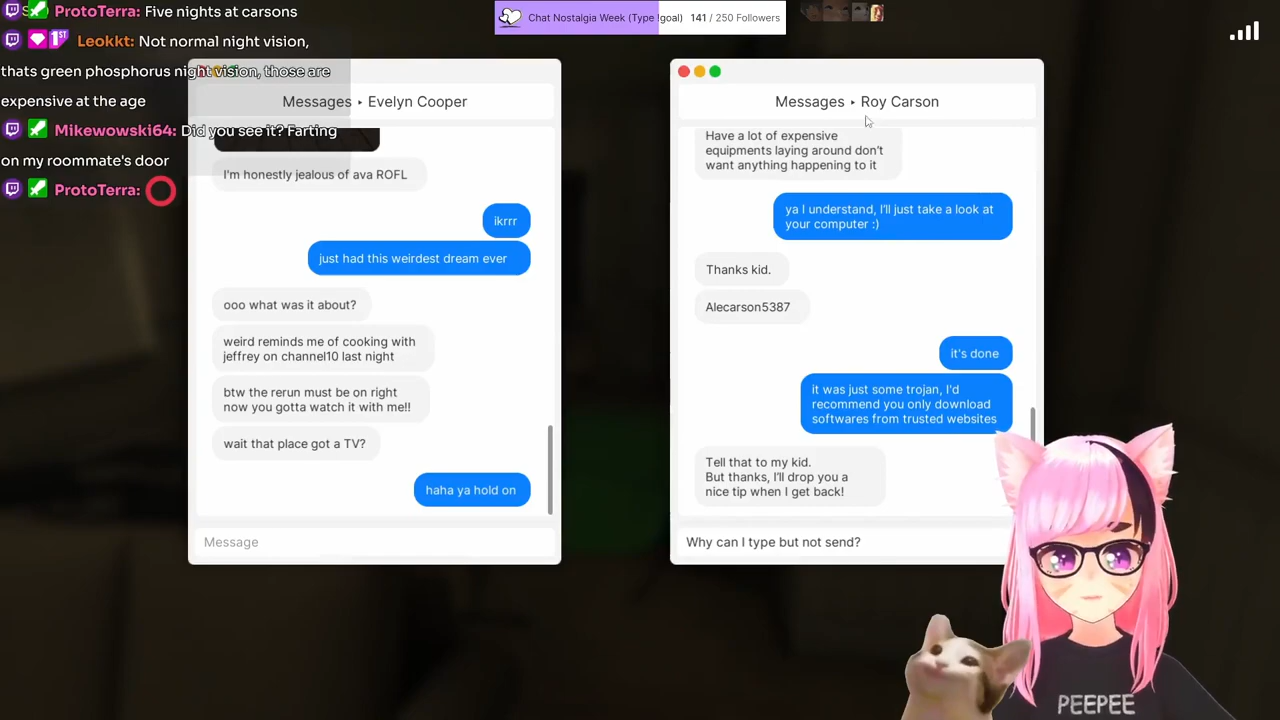 ProtoTerra: Five nights at carsons
Leokkt: Not normal night vision,
thats green phosphorus night vision, those are
expensive at the age
Mikewowski64: Did you see it? Farting
on my roommate's door
ProtoTerra:
Chat Nostalgia Week (Type !goal) 141 / 250 Followers
Messages ▸ Evelyn Cooper
I'm honestly jealous of ava ROFL
ikrrr
just had this weirdest dream ever
ooo what was it about?
weird reminds me of cooking with
jeffrey on channel10 last night
btw the rerun must be on right
now you gotta watch it with me!!
wait that place got a TV?
haha ya hold on
Message
Messages ▸ Roy Carson
Have a lot of expensive
equipments laying around don't
want anything happening to it
ya I understand, I'll just take a look at
your computer :)
Thanks kid.
Alecarson5387
it's done
it was just some trojan, I'd
recommend you only download
softwares from trusted websites
Tell that to my kid.
But thanks, I'll drop you a
nice tip when I get back!
Why can I type but not send?
PEEPEE